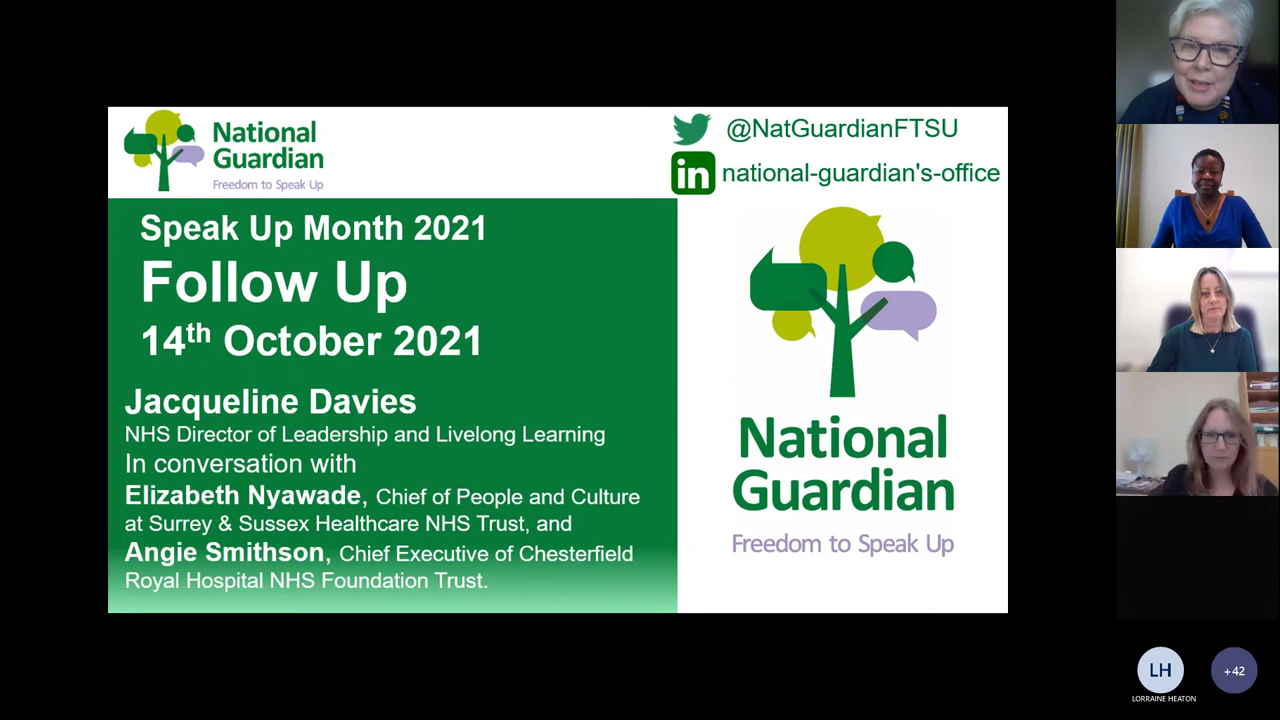 National
Guardian
Freedom to Speak Up
@NatGuardianFTSU
in national-guardian's-office
Speak Up Month 2021
Follow Up
14th October 2021
Jacqueline Davies
NHS Director of Leadership and Livelong Learning
In conversation with
Elizabeth Nyawade, Chief of People and Culture
at Surrey & Sussex Healthcare NHS Trust, and
Angie Smithson, Chief Executive of Chesterfield
Royal Hospital NHS Foundation Trust.
National
Guardian
Freedom to Speak Up
LH
+42
LORRAINE HEATON